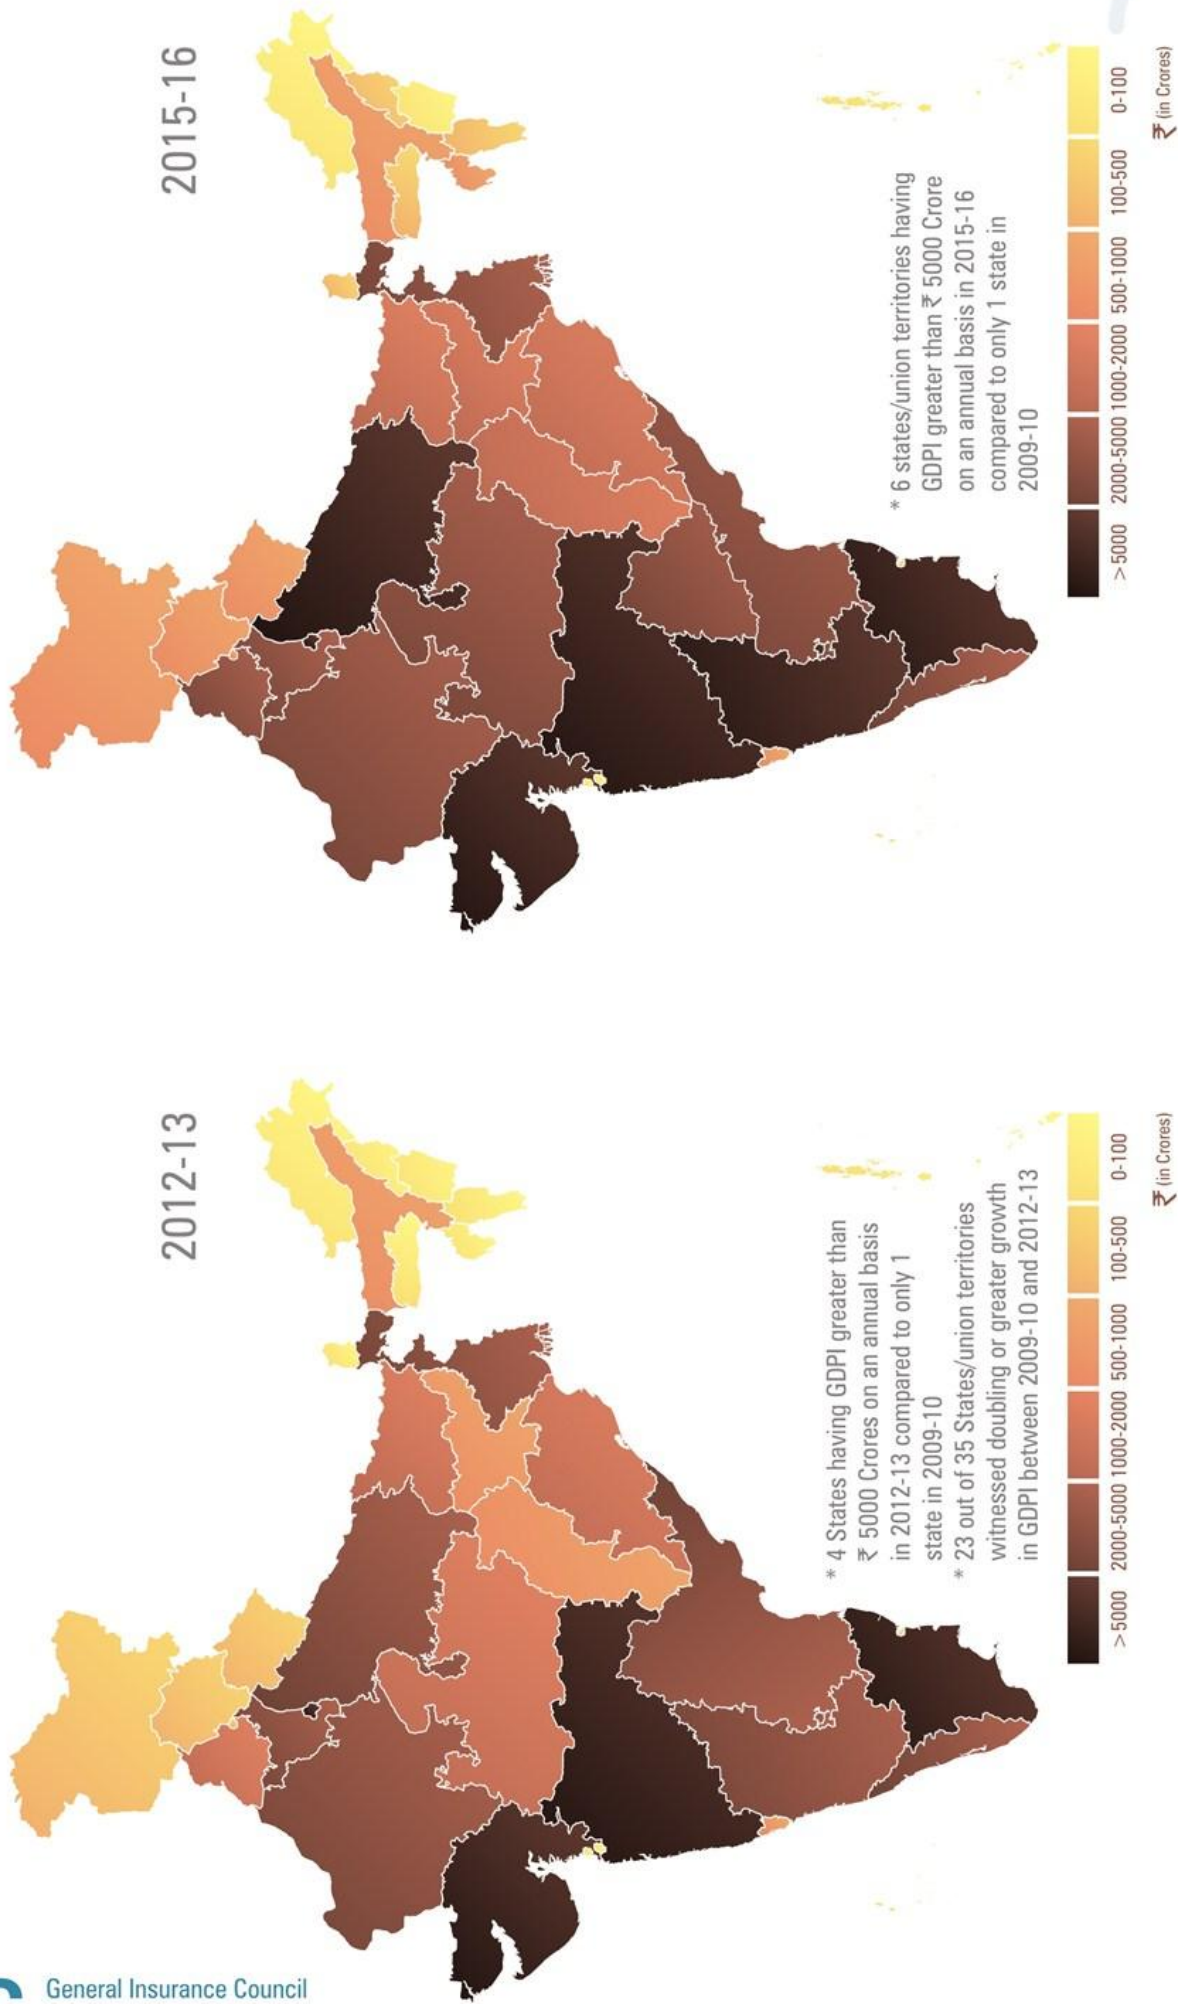 General Insurance Council
2012-13
* 4 States having GDPI greater than
₹ 5000 Crores on an annual basis
in 2012-13 compared to only 1
state in 2009-10
* 23 out of 35 States/union territories
witnessed doubling or greater growth
in GDPI between 2009-10 and 2012-13
>5000 2000-5000 1000-2000 500-1000 100-500 0-100
₹ (in Crores)
2015-16
* 6 states/union territories having
GDPI greater than ₹ 5000 Crore
on an annual basis in 2015-16
compared to only 1 state in
2009-10
>5000 2000-5000 1000-2000 500-1000 100-500 0-100
₹ (in Crores)